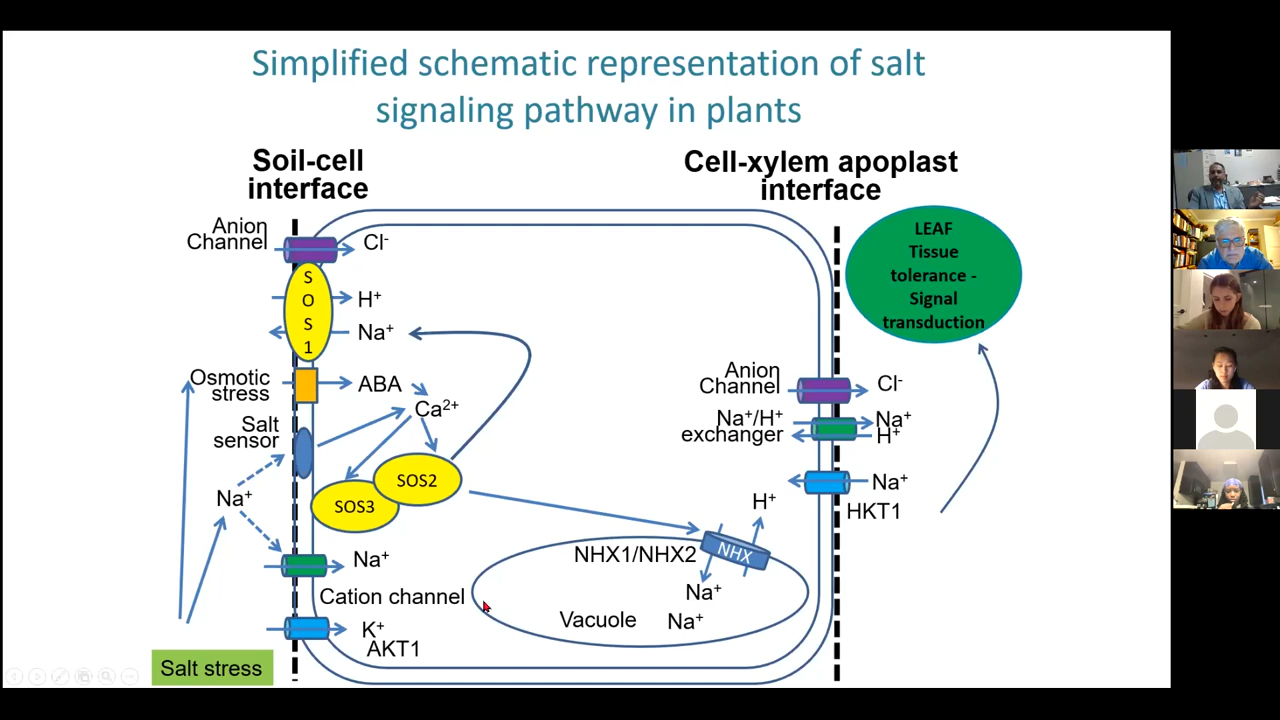 Simplified schematic representation of salt
signaling pathway in plants
Soil-cell
interface
Cell-xylem apoplast
interface
Anion
Channel
Cl⁻
SOS1
H⁺
Na⁺
Osmotic
stress
ABA
Ca²⁺
Salt
sensor
SOS2
SOS3
Na⁺
Na⁺
Cation channel
K⁺
AKT1
Salt stress
LEAF
Tissue
tolerance -
Signal
transduction
Anion
Channel
Cl⁻
Na⁺/H⁺
exchanger
Na⁺
H⁺
Na⁺
HKT1
H⁺
NHX1/NHX2
NHX
Na⁺
Vacuole
Na⁺